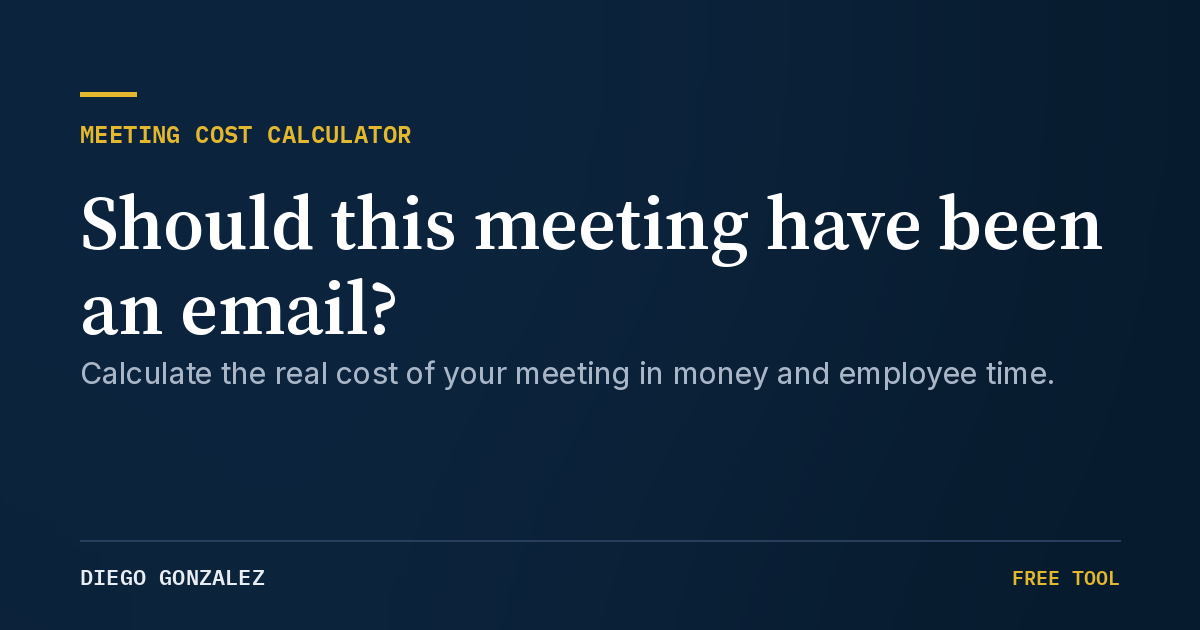 MEETING COST CALCULATOR
Should this meeting have been
an email?
Calculate the real cost of your meeting in money and employee time.
DIEGO GONZALEZ
FREE TOOL